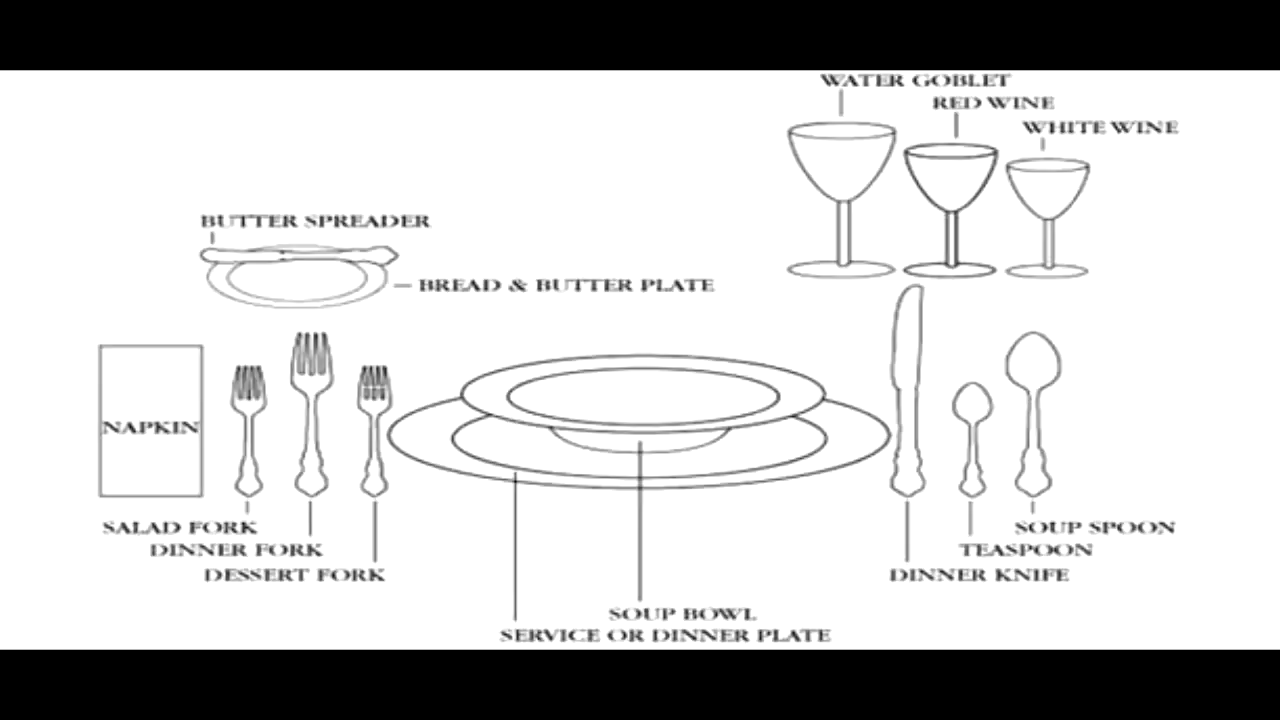 WATER GOBLET
RED WINE
WHITE WINE
BUTTER SPREADER
BREAD & BUTTER PLATE
NAPKIN
SALAD FORK
DINNER FORK
DESSERT FORK
SOUP SPOON
TEASPOON
DINNER KNIFE
SOUP BOWL
SERVICE OR DINNER PLATE